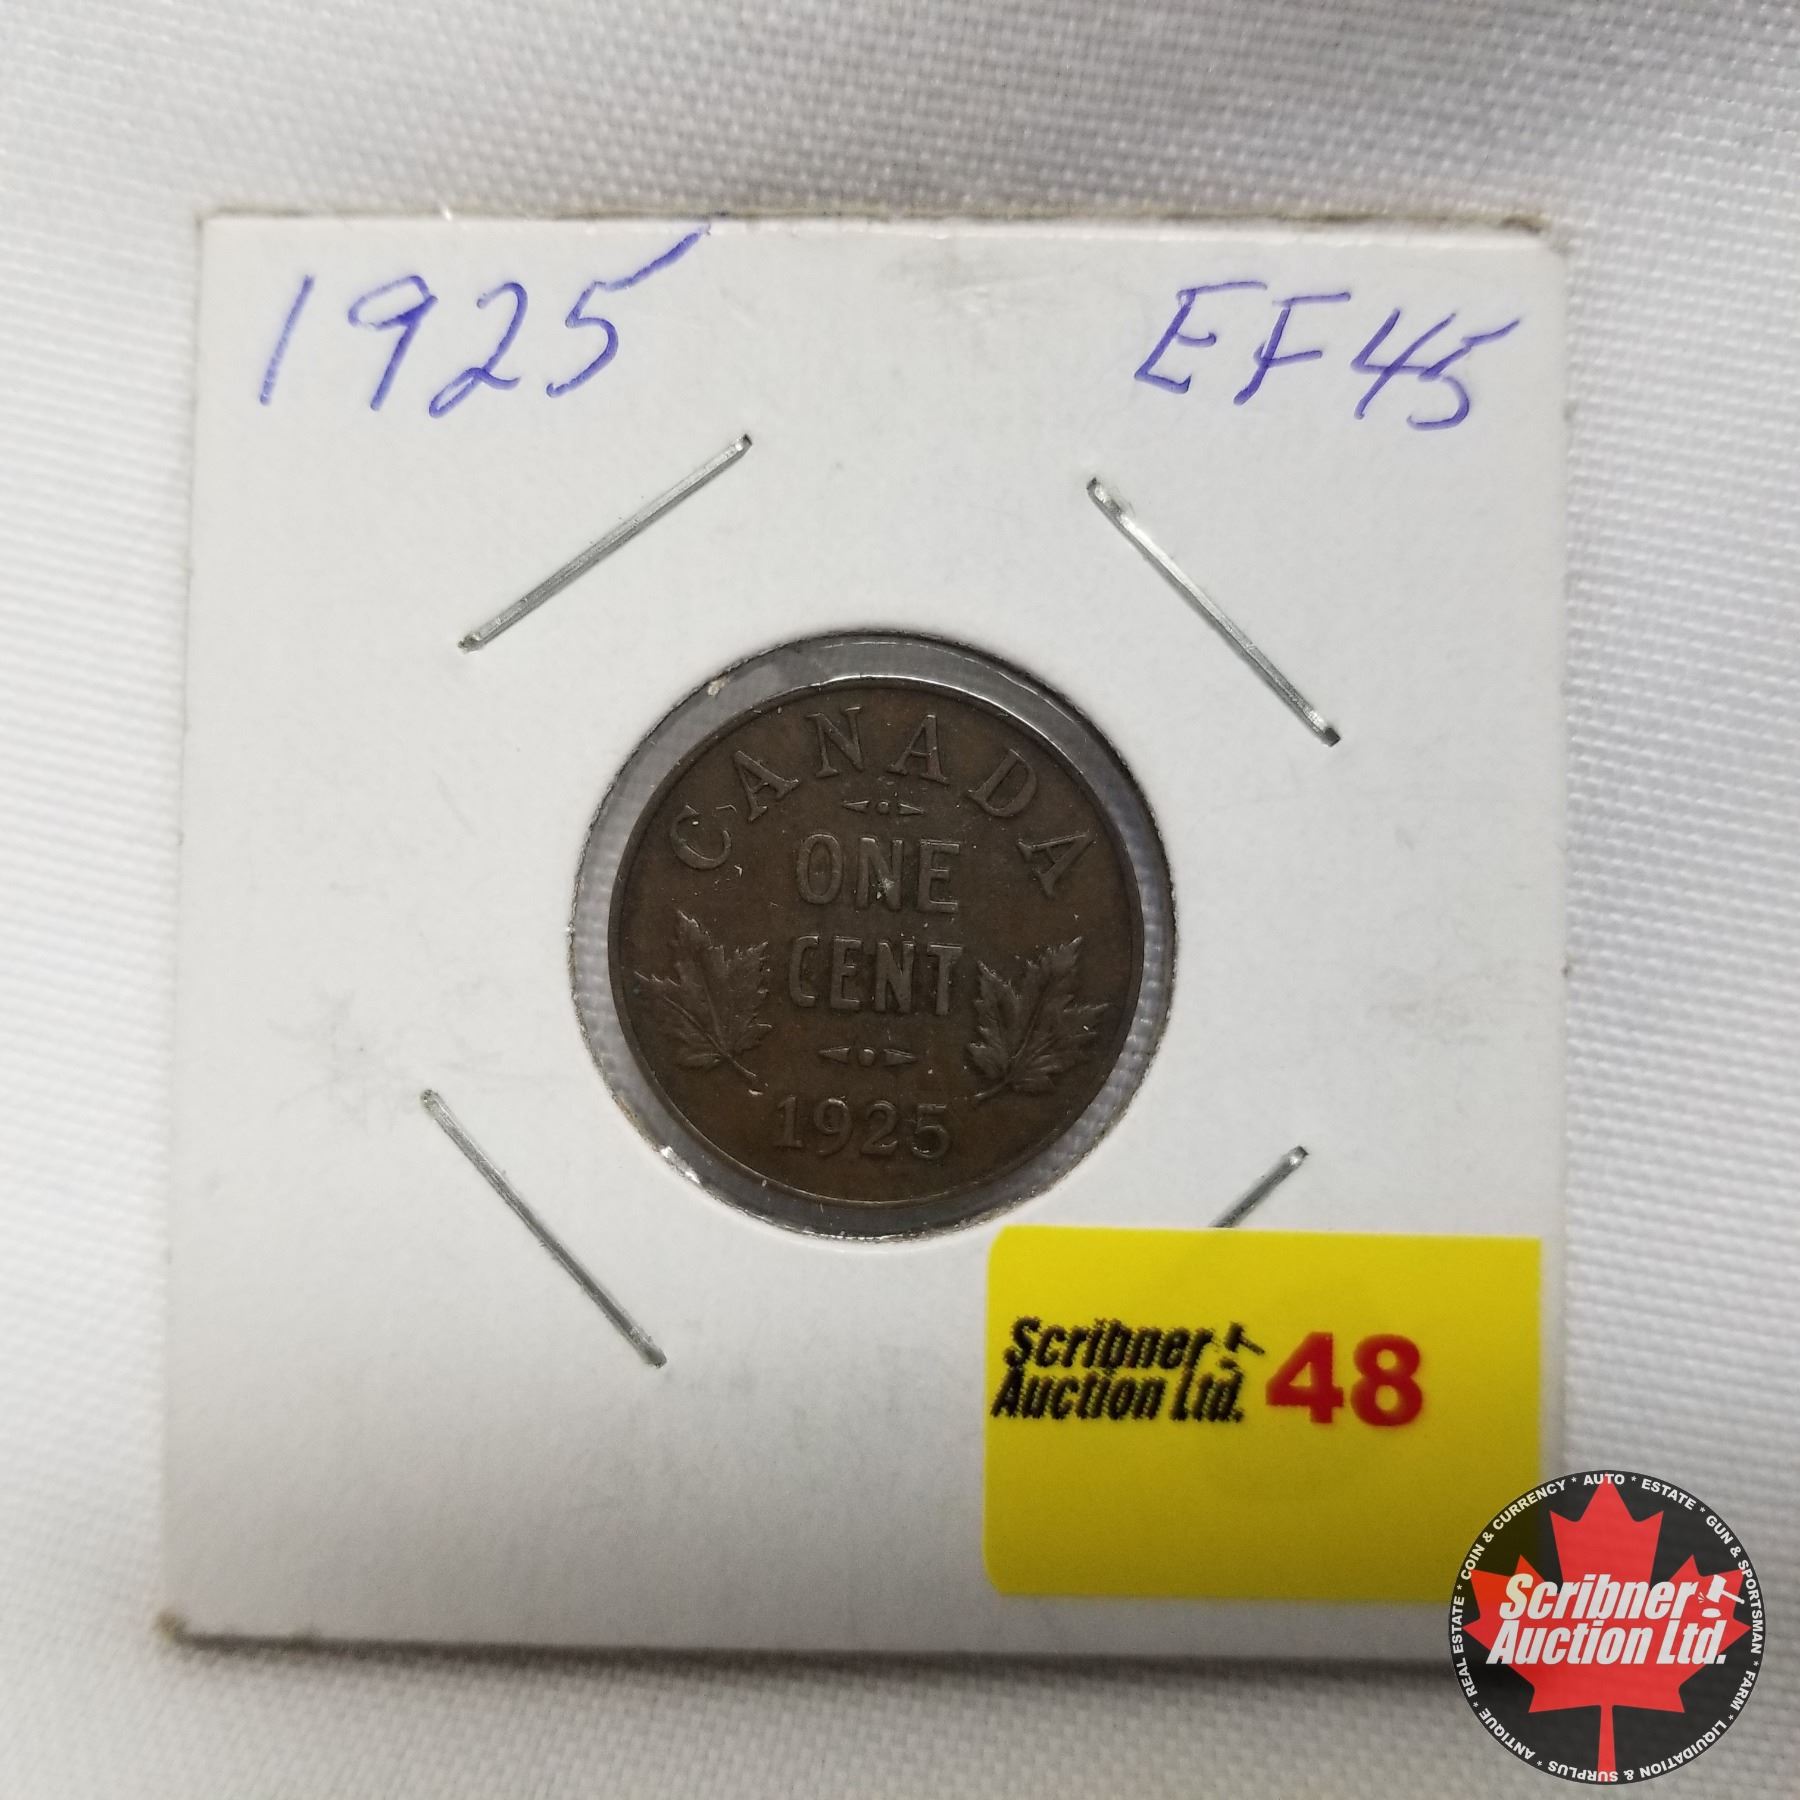 1925 EF45
CANADA
ONE
CENT
1925
Scribner
Auction Ltd. 48
COIN & CURRENCY * AUTO * ESTATE * GUN & SPORTSMAN * FARM * LIQUIDATION & SURPLUS * ANTIQUE * REAL ESTATE *
Scribner
Auction Ltd.